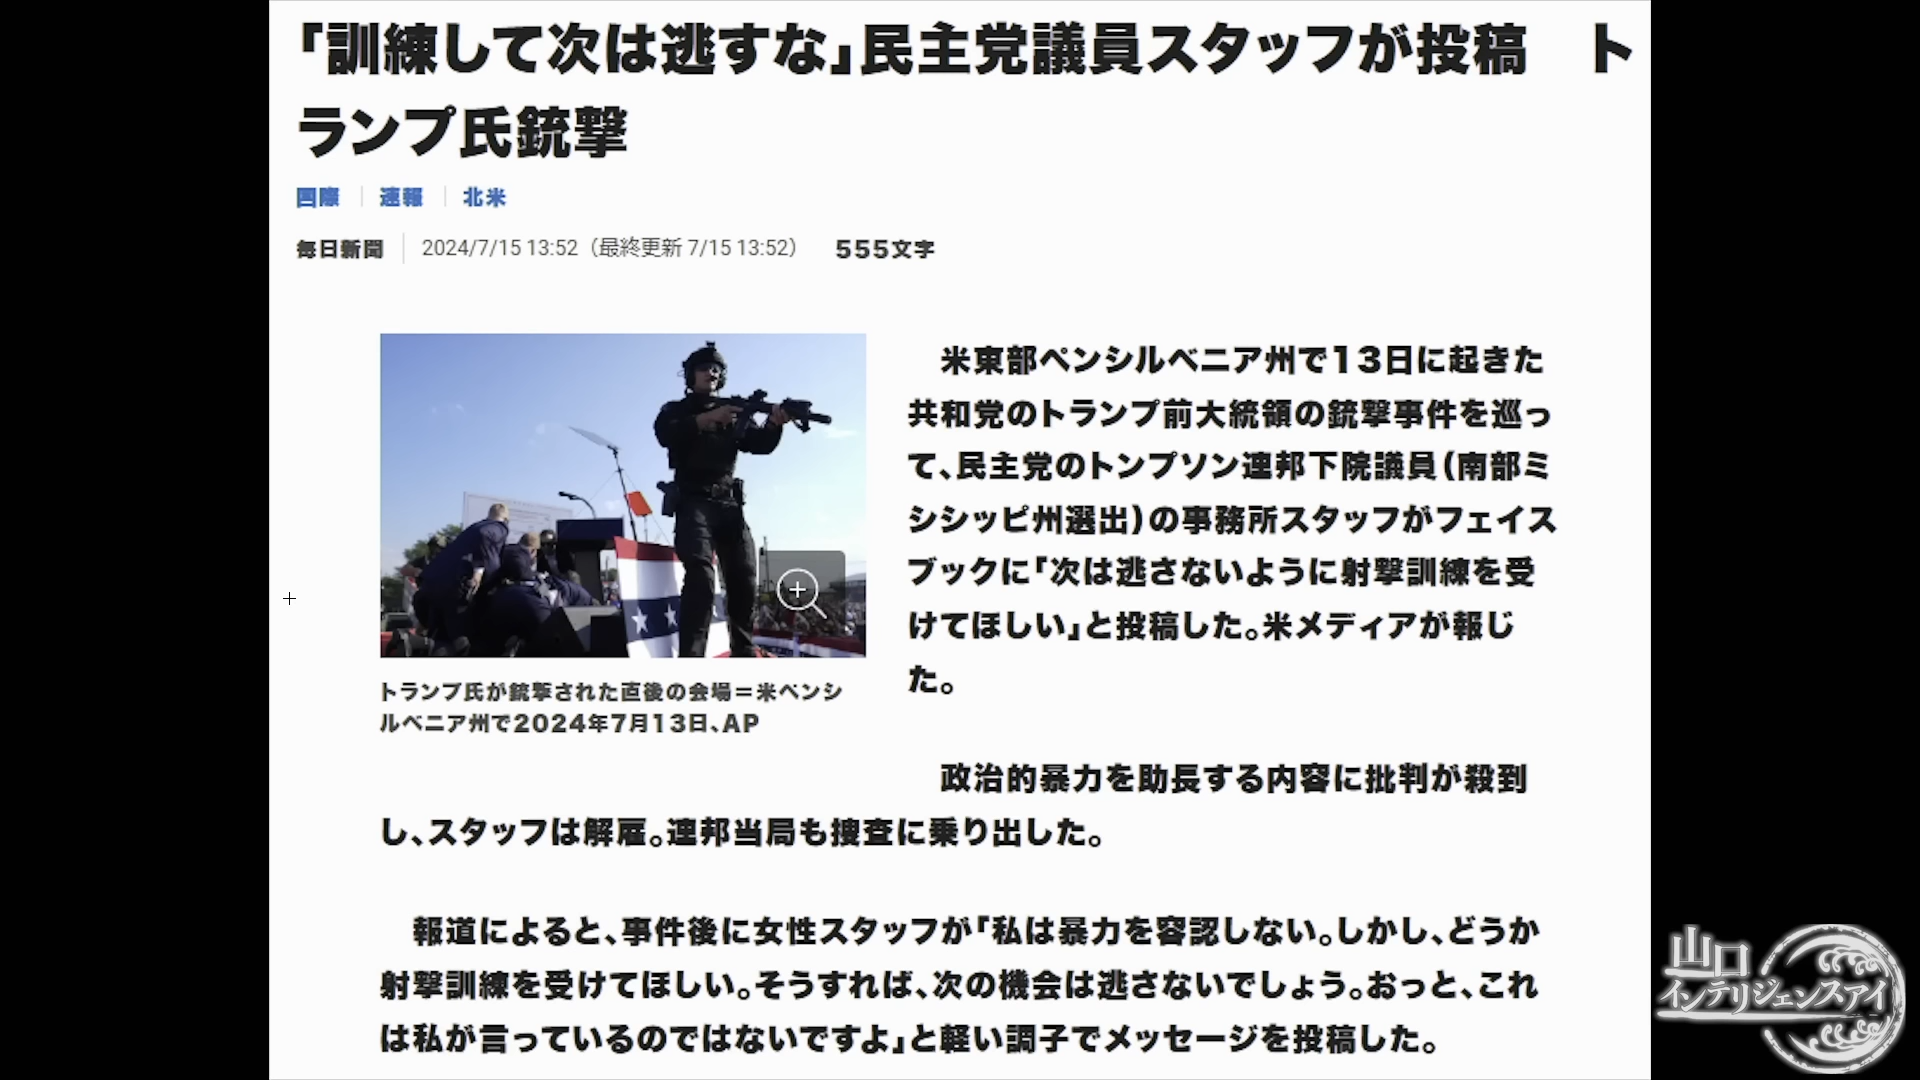 「訓練して次は逃すな」民主党議員スタッフが投稿　ト
ランプ氏銃撃
国際 速報 北米
毎日新聞 2024/7/15 13:52（最終更新 7/15 13:52） 555文字
米東部ペンシルベニア州で13日に起きた
共和党のトランプ前大統領の銃撃事件を巡っ
て、民主党のトンプソン連邦下院議員（南部ミ
シシッピ州選出）の事務所スタッフがフェイス
ブックに「次は逃さないように射撃訓練を受
けてほしい」と投稿した。米メディアが報じ
た。
トランプ氏が銃撃された直後の会場＝米ペンシ
ルベニア州で2024年7月13日、AP
政治的暴力を助長する内容に批判が殺到
し、スタッフは解雇。連邦当局も捜査に乗り出した。
報道によると、事件後に女性スタッフが「私は暴力を容認しない。しかし、どうか
射撃訓練を受けてほしい。そうすれば、次の機会は逃さないでしょう。おっと、これ
は私が言っているのではないですよ」と軽い調子でメッセージを投稿した。
山口
インテリジェンスアイ